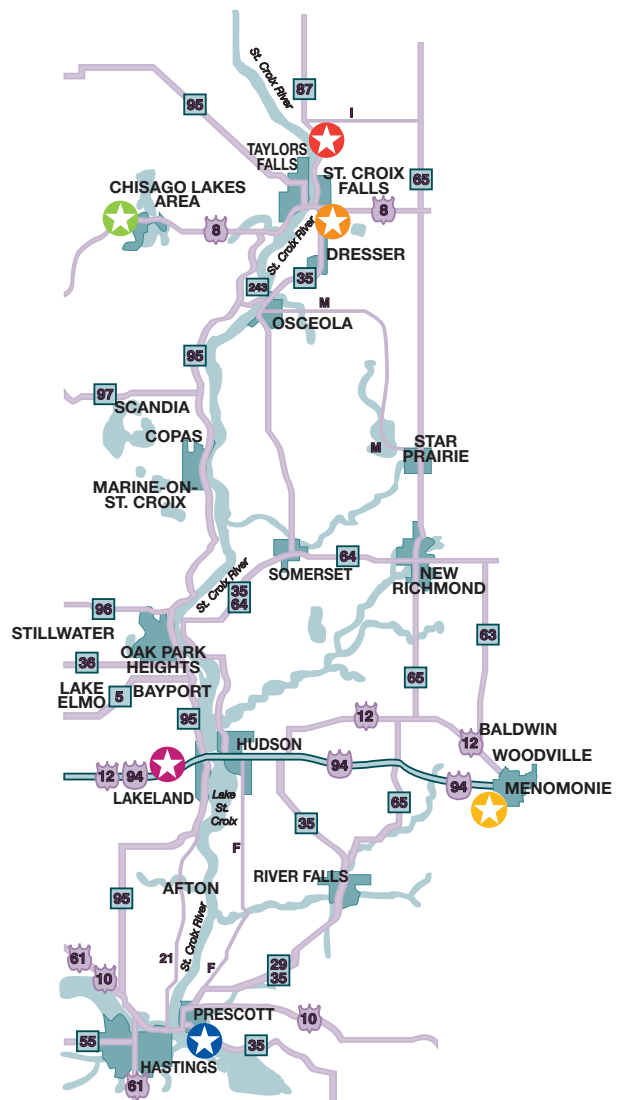 St. Croix River
87
95
I
TAYLORS
FALLS
ST. CROIX
FALLS
65
CHISAGO LAKES
AREA
8
8
St. Croix River
DRESSER
35
243
M
OSCEOLA
95
97
SCANDIA
COPAS
M
STAR
PRAIRIE
MARINE-ON-
ST. CROIX
64
SOMERSET
NEW
RICHMOND
St. Croix River
35
64
96
STILLWATER
63
OAK PARK
HEIGHTS
36
65
LAKE
ELMO
5
BAYPORT
95
12
BALDWIN
12
HUDSON
WOODVILLE
12
94
94
94
MENOMONIE
LAKELAND
Lake
St.
Croix
65
35
F
RIVER FALLS
AFTON
95
St. Croix River
21
61
F
29
35
10
PRESCOTT
10
55
35
HASTINGS
61